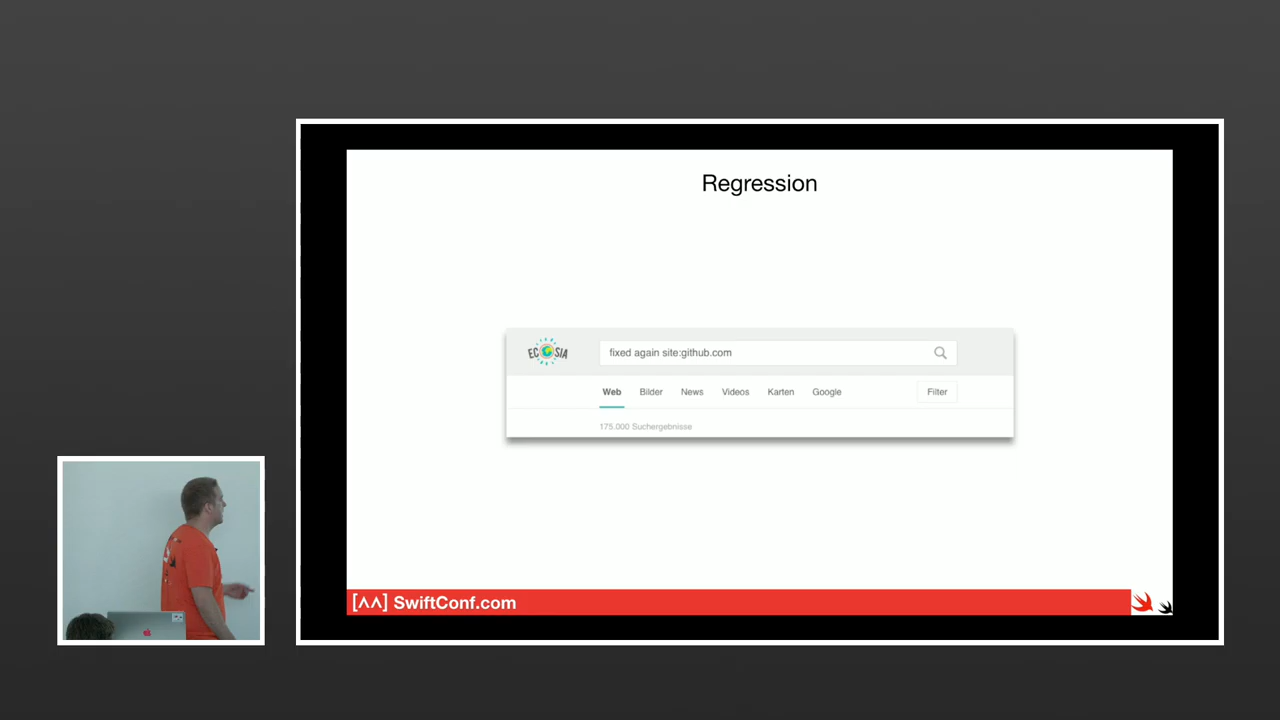 Regression
ECOSIA
fixed again site:github.com
Web Bilder News Videos Karten Google Filter
175.000 Suchergebnisse
[^^] SwiftConf.com